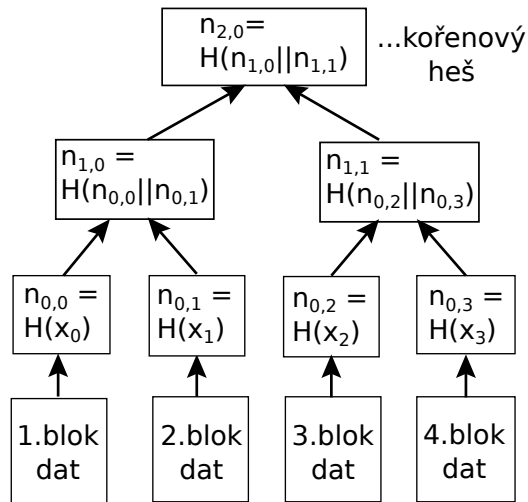 n2,0=
H(n1,0||n1,1)
...kořenový
heš
n1,0 =
H(n0,0||n0,1)
n1,1 =
H(n0,2||n0,3)
n0,0 =
H(x0)
n0,1 =
H(x1)
n0,2 =
H(x2)
n0,3 =
H(x3)
1.blok
dat
2.blok
dat
3.blok
dat
4.blok
dat